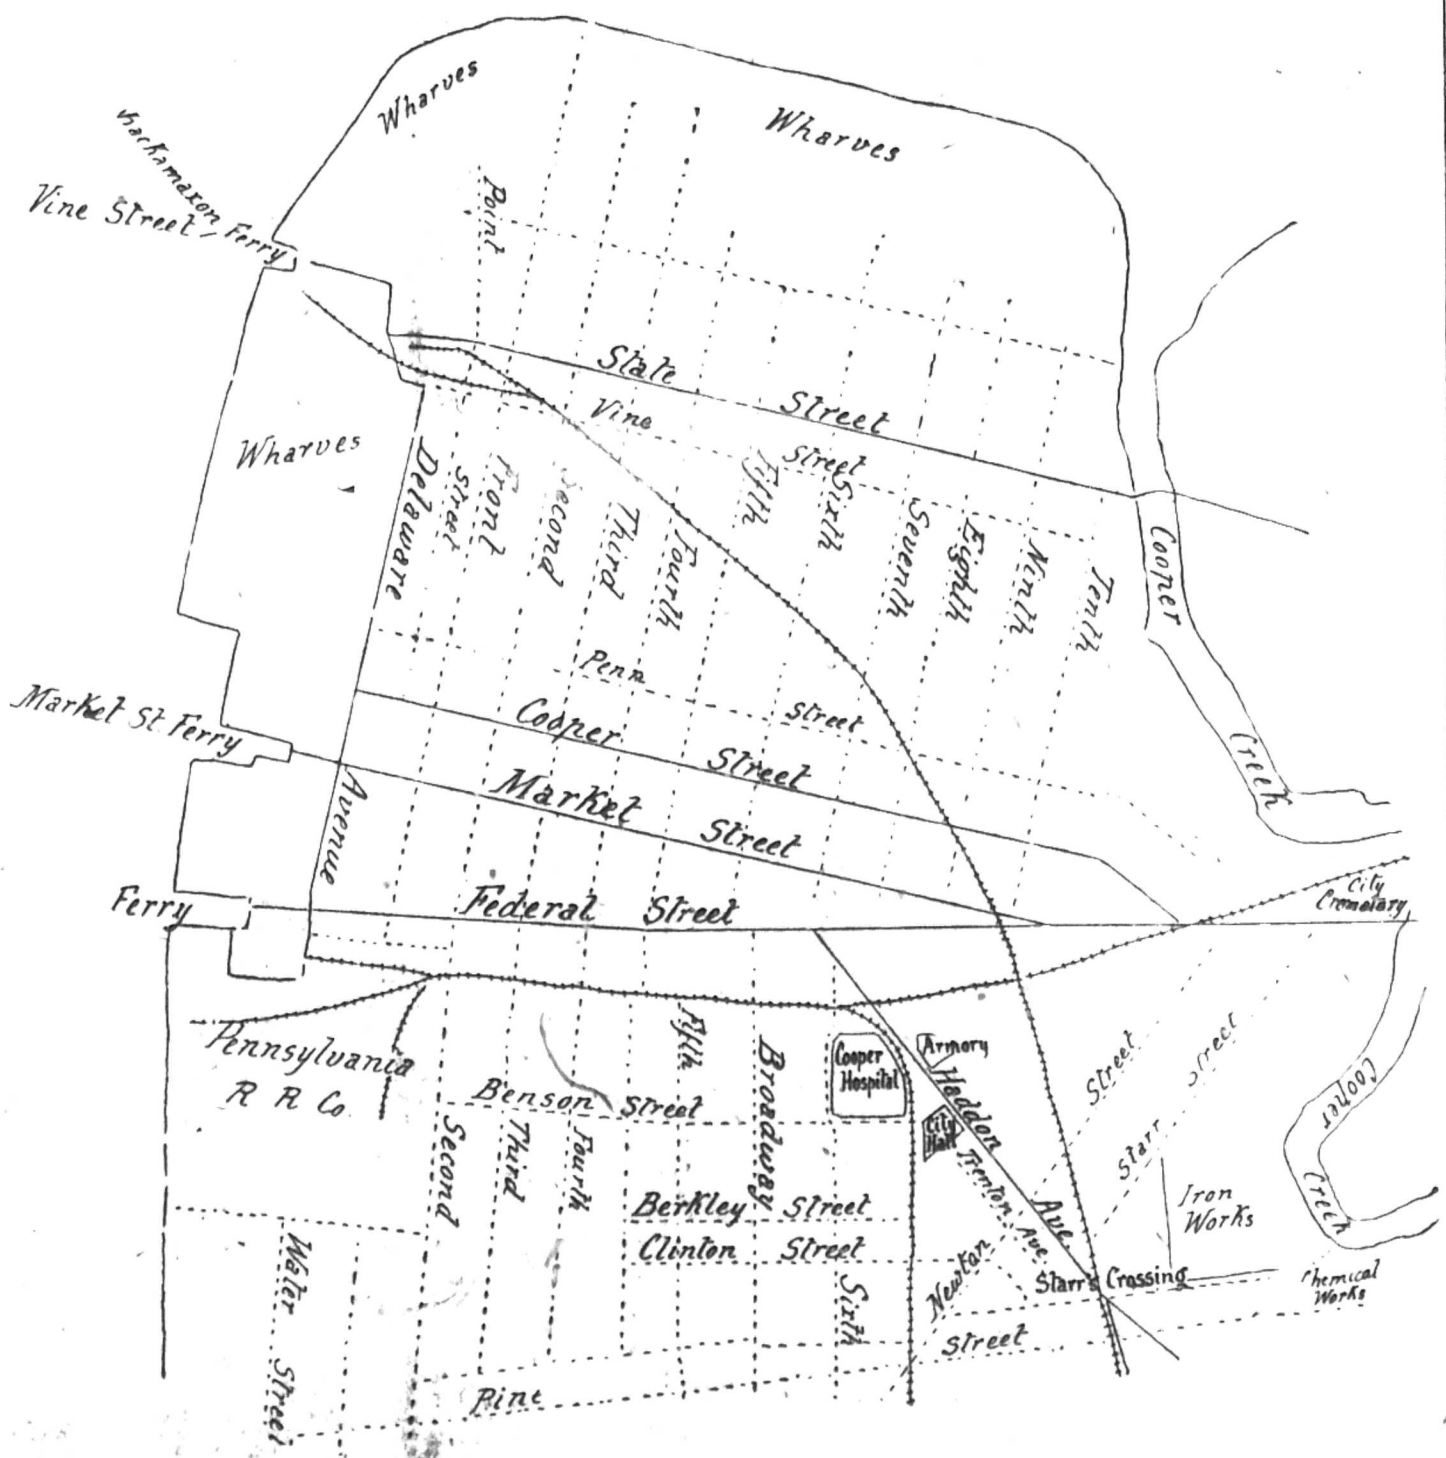 Wharves
Wharves
Shackamaxon
Vine Street Ferry
Point
State Street
Vine Street
Wharves
Delaware
Street
Front
Second
Third
Fourth
Fifth
Sixth
Seventh
Eighth
Ninth
Tenth
Cooper
Creek
Penn Street
Market St Ferry
Cooper Street
Market Street
Avenue
Ferry
Federal Street
City
Crematary
Pennsylvania
R R Co
Fifth
Broadway
Cooper
Hospital
Armory
Haddon
Ave.
City
Hall
Trenton Ave
Street
Starr Street
Cooper
Creek
Benson Street
Second
Third
Fourth
Berkley Street
Clinton Street
Sixth
Newton
Starr's Crossing
Iron
Works
Chemical
Works
Water Street
Pine
Street